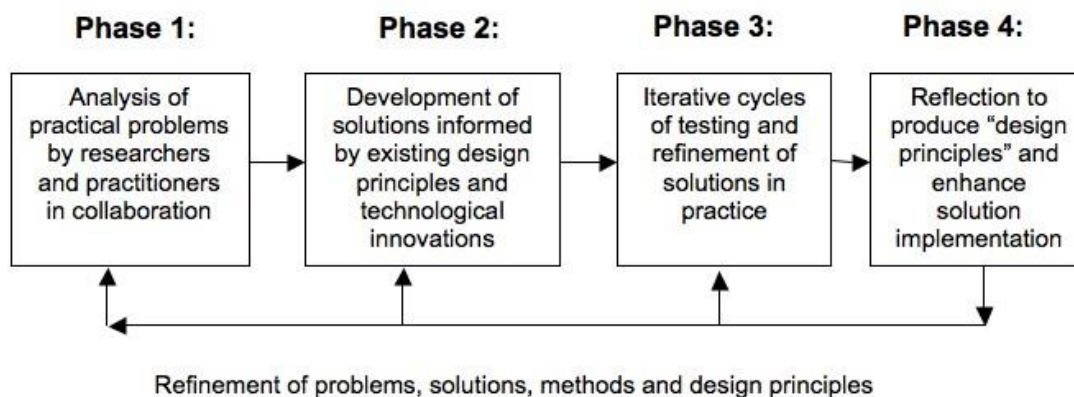 Phase 1:
Analysis of
practical problems
by researchers
and practitioners
in collaboration
Phase 2:
Development of
solutions informed
by existing design
principles and
technological
innovations
Phase 3:
Iterative cycles
of testing and
refinement of
solutions in
practice
Phase 4:
Reflection to
produce “design
principles” and
enhance
solution
implementation
Refinement of problems, solutions, methods and design principles